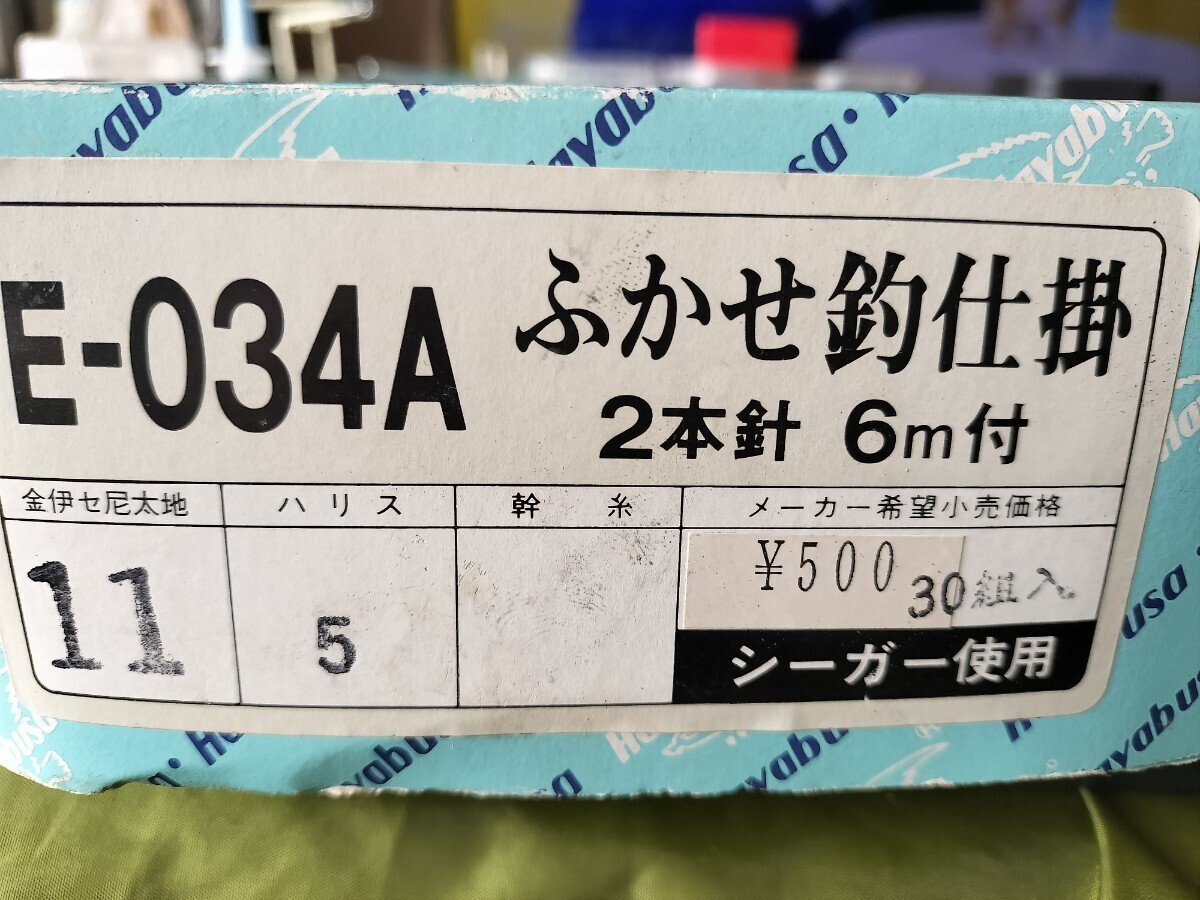 Hayabusa
E-034A
ふかせ釣仕掛
2本針 6m付
金伊セ尼太地 ハリス 幹糸 メーカー希望小売価格
11 5 ¥500 30組入
シーガー使用